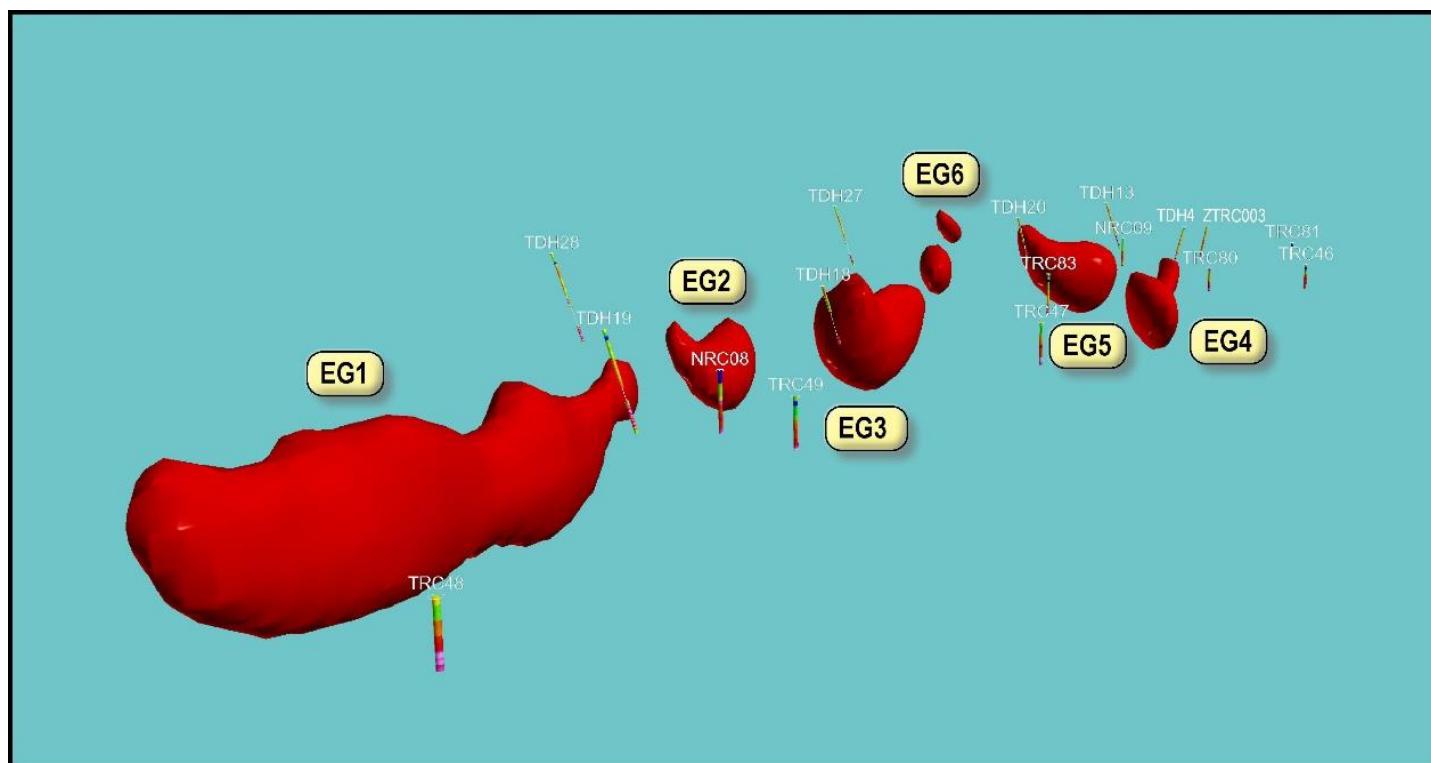 EG6
TDH27
TDH13
TDH20
TDH4
ZTRC003
NRC09
TRC81
TDH28
TRC83
TRC80
TRC46
EG2
TDH18
TDH19
TRC47
EG5
EG4
EG1
NRC08
TRC49
EG3
TRC48